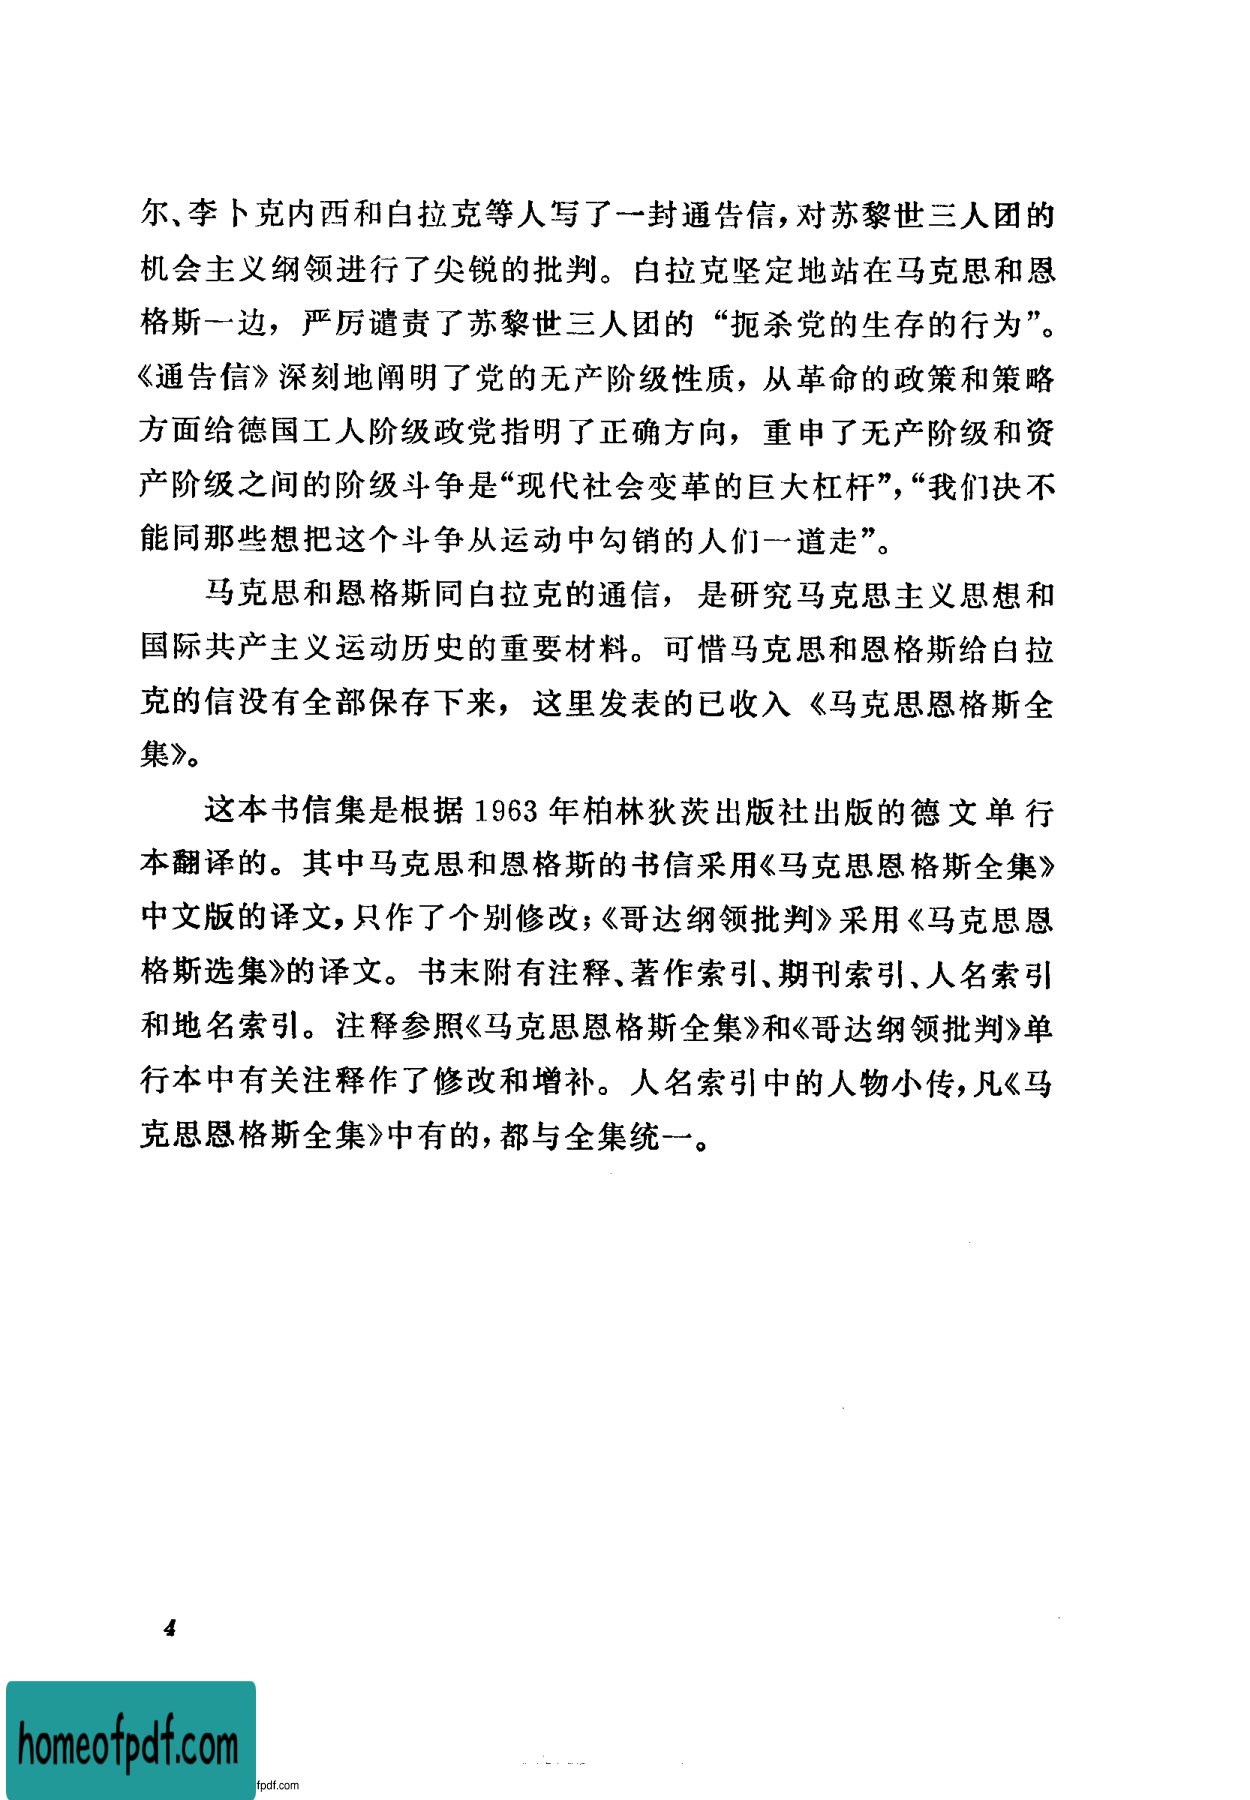 尔、李卜克内西和白拉克等人写了一封通告信，对苏黎世三人团的
机会主义纲领进行了尖锐的批判。白拉克坚定地站在马克思和恩
格斯一边，严厉谴责了苏黎世三人团的“扼杀党的生存的行为”。
《通告信》深刻地阐明了党的无产阶级性质，从革命的政策和策略
方面给德国工人阶级政党指明了正确方向，重申了无产阶级和资
产阶级之间的阶级斗争是“现代社会变革的巨大杠杆”，“我们决不
能同那些想把这个斗争从运动中勾销的人们一道走”。
马克思和恩格斯同白拉克的通信，是研究马克思主义思想和
国际共产主义运动历史的重要材料。可惜马克思和恩格斯给白拉
克的信没有全部保存下来，这里发表的已收入《马克思恩格斯全
集》。
这本书信集是根据1963年柏林狄茨出版社出版的德文单行
本翻译的。其中马克思和恩格斯的书信采用《马克思恩格斯全集》
中文版的译文，只作了个别修改；《哥达纲领批判》采用《马克思恩
格斯选集》的译文。书末附有注释、著作索引、期刊索引、人名索引
和地名索引。注释参照《马克思恩格斯全集》和《哥达纲领批判》单
行本中有关注释作了修改和增补。人名索引中的人物小传，凡《马
克思恩格斯全集》中有的，都与全集统一。
4
homeofpdf.com
fpdf.com